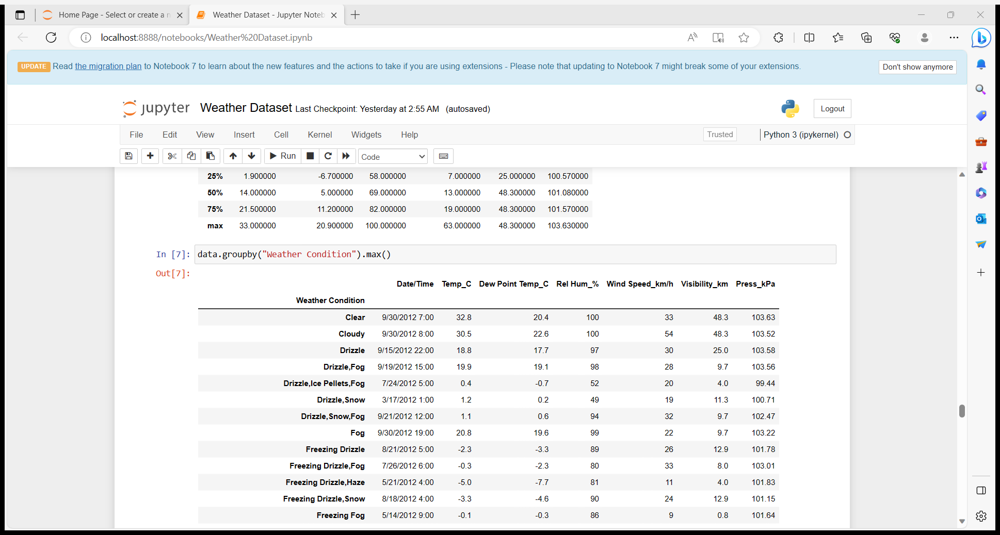 Home Page - Select or create a n
Weather Dataset - Jupyter Noteb
localhost:8888/notebooks/Weather%20Dataset.ipynb
UPDATE Read the migration plan to Notebook 7 to learn about the new features and the actions to take if you are using extensions - Please note that updating to Notebook 7 might break some of your extensions.
Don't show anymore
jupyter Weather Dataset Last Checkpoint: Yesterday at 2:55 AM (autosaved)
Logout
File Edit View Insert Cell Kernel Widgets Help Trusted Python 3 (ipykernel)
Run Code
25% 1.900000 -6.700000 58.000000 7.000000 25.000000 100.570000
50% 14.000000 5.000000 69.000000 13.000000 48.300000 101.080000
75% 21.500000 11.200000 82.000000 19.000000 48.300000 101.570000
max 33.000000 20.900000 100.000000 63.000000 48.300000 103.630000
In [7]: data.groupby("Weather Condition").max()
Out[7]:
Date/Time Temp_C Dew Point Temp_C Rel Hum_% Wind Speed_km/h Visibility_km Press_kPa
Weather Condition
Clear 9/30/2012 7:00 32.8 20.4 100 33 48.3 103.63
Cloudy 9/30/2012 8:00 30.5 22.6 100 54 48.3 103.52
Drizzle 9/15/2012 22:00 18.8 17.7 97 30 25.0 103.58
Drizzle,Fog 9/19/2012 15:00 19.9 19.1 98 28 9.7 103.56
Drizzle,Ice Pellets,Fog 7/24/2012 5:00 0.4 -0.7 52 20 4.0 99.44
Drizzle,Snow 3/17/2012 1:00 1.2 0.2 49 19 11.3 100.71
Drizzle,Snow,Fog 9/21/2012 12:00 1.1 0.6 94 32 9.7 102.47
Fog 9/30/2012 19:00 20.8 19.6 99 22 9.7 103.22
Freezing Drizzle 8/21/2012 5:00 -2.3 -3.3 89 26 12.9 101.78
Freezing Drizzle,Fog 7/26/2012 6:00 -0.3 -2.3 80 33 8.0 103.01
Freezing Drizzle,Haze 5/21/2012 4:00 -5.0 -7.7 81 11 4.0 101.83
Freezing Drizzle,Snow 8/18/2012 4:00 -3.3 -4.6 90 24 12.9 101.15
Freezing Fog 5/14/2012 9:00 -0.1 -0.3 86 9 0.8 101.64